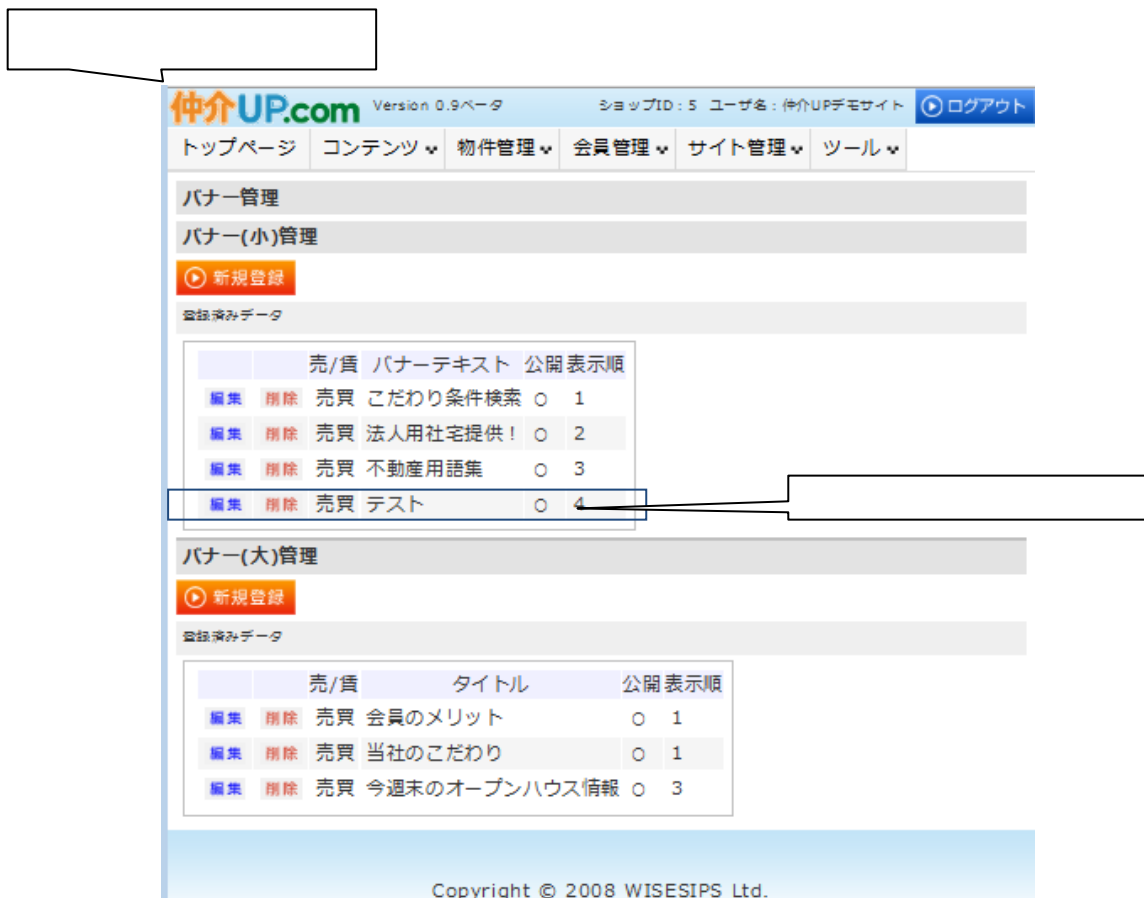 仲介UP.com Version 0.9ベータ ショップID：5 ユーザ名：仲介UPデモサイト ログアウト
トップページ コンテンツ 物件管理 会員管理 サイト管理 ツール
バナー管理
バナー(小)管理
新規登録
登録済みデータ
売/賃 バナーテキスト 公開 表示順
編集 削除 売買 こだわり条件検索 ○ 1
編集 削除 売買 法人用社宅提供！ ○ 2
編集 削除 売買 不動産用語集 ○ 3
編集 削除 売買 テスト ○ 4
バナー(大)管理
新規登録
登録済みデータ
売/賃 タイトル 公開 表示順
編集 削除 売買 会員のメリット ○ 1
編集 削除 売買 当社のこだわり ○ 1
編集 削除 売買 今週末のオープンハウス情報 ○ 3
Copyright © 2008 WISESIPS Ltd.